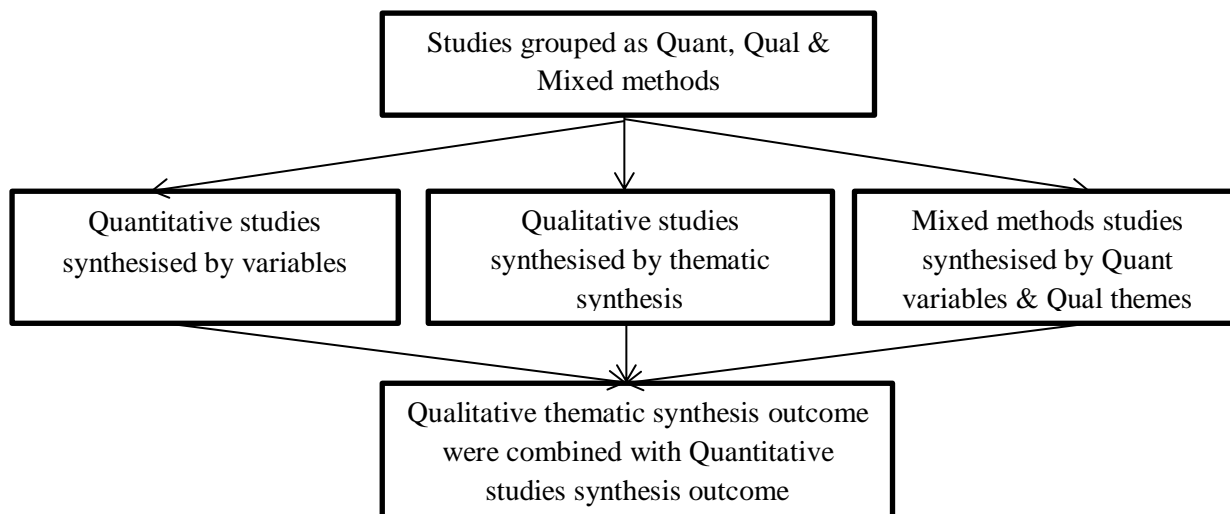 Studies grouped as Quant, Qual &
Mixed methods
Quantitative studies
synthesised by variables
Qualitative studies
synthesised by thematic
synthesis
Mixed methods studies
synthesised by Quant
variables & Qual themes
Qualitative thematic synthesis outcome
were combined with Quantitative
studies synthesis outcome